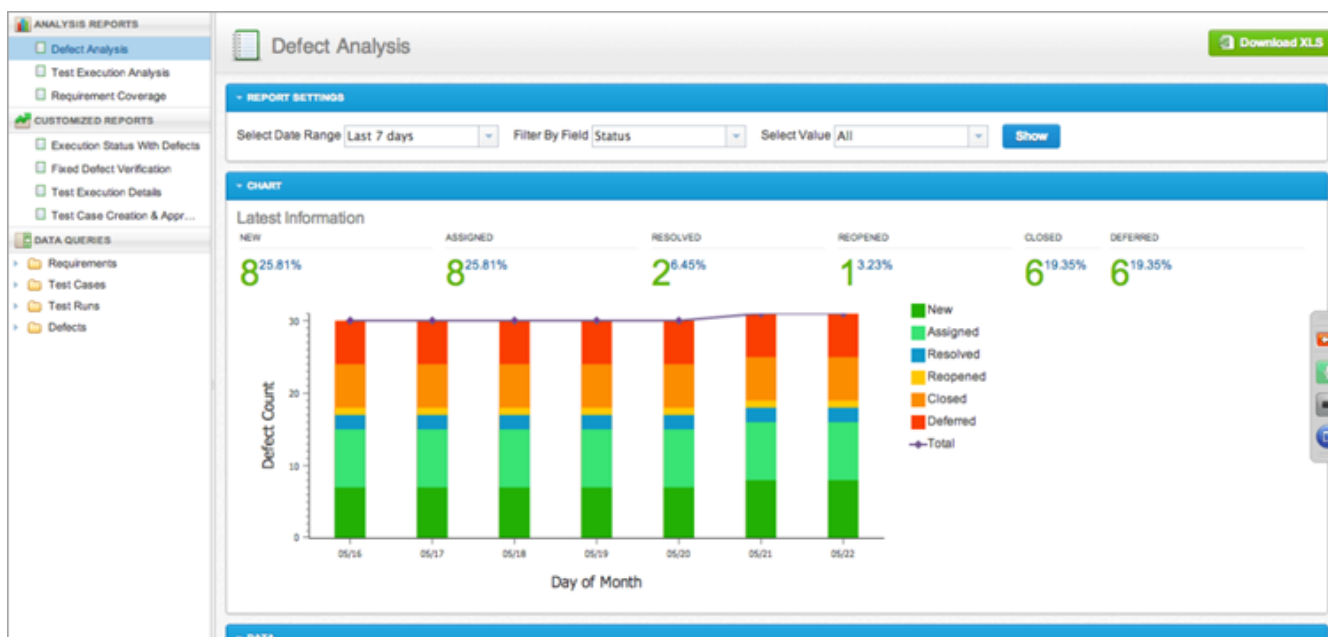 ANALYSIS REPORTS
Defect Analysis
Test Execution Analysis
Requirement Coverage
CUSTOMIZED REPORTS
Execution Status With Defects
Fixed Defect Verification
Test Execution Details
Test Case Creation & Appr...
DATA QUERIES
Requirements
Test Cases
Test Runs
Defects
Defect Analysis
Download XLS
REPORT SETTINGS
Select Date Range Last 7 days Filter By Field Status Select Value All Show
CHART
Latest Information
NEW ASSIGNED RESOLVED REOPENED CLOSED DEFERRED
8 25.81% 8 25.81% 2 6.45% 1 3.23% 6 19.35% 6 19.35%
New
Assigned
Resolved
Reopened
Closed
Deferred
Total
Defect Count
30
20
10
0
05/16 05/17 05/18 05/19 05/20 05/21 05/22
Day of Month
DATA